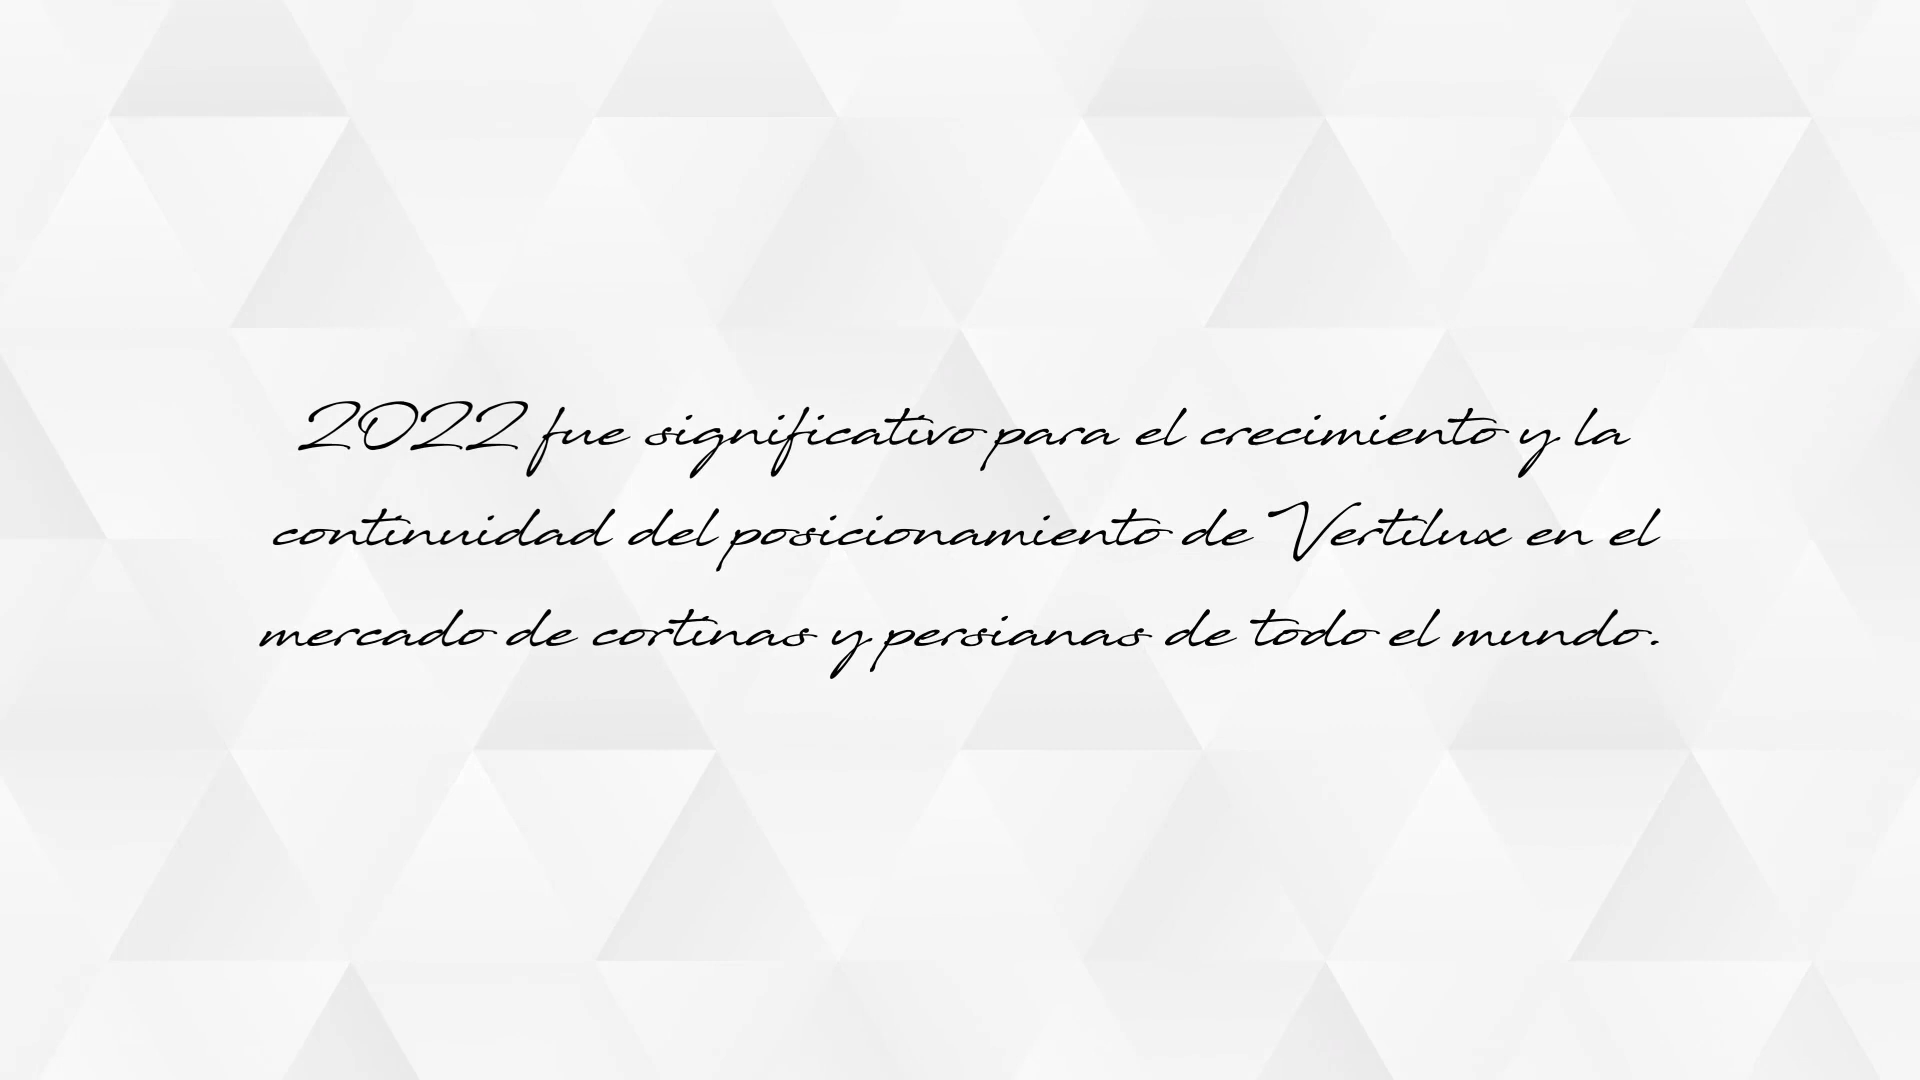 2022 fue significativo para el crecimiento y la
continuidad del posicionamiento de Vertilux en el
mercado de cortinas y persianas de todo el mundo.